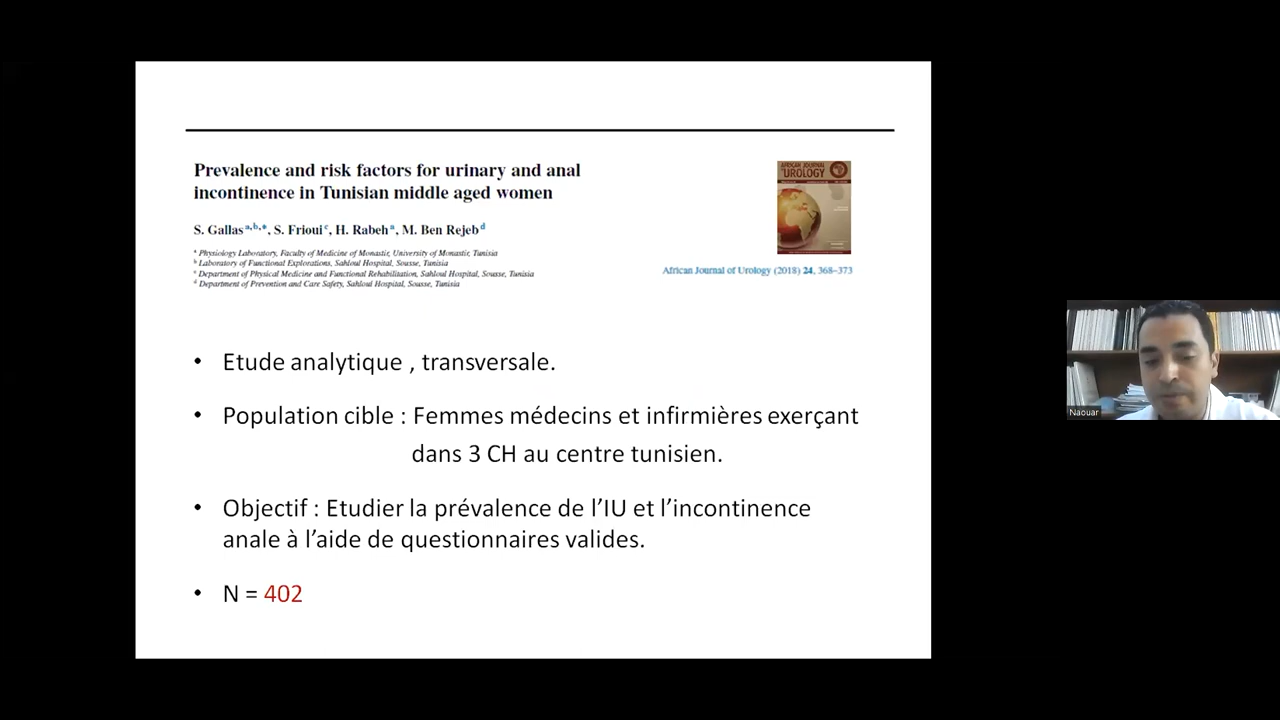 Prevalence and risk factors for urinary and anal
incontinence in Tunisian middle aged women
S. Gallas a,b,*, S. Frioui c, H. Rabeh a, M. Ben Rejeb d
a Physiology Laboratory, Faculty of Medicine of Monastir, University of Monastir, Tunisia
b Laboratory of Functional Explorations, Sahloul Hospital, Sousse, Tunisia
c Department of Physical Medicine and Functional Rehabilitation, Sahloul Hospital, Sousse, Tunisia
d Department of Prevention and Care Safety, Sahloul Hospital, Sousse, Tunisia
AFRICAN JOURNAL
UROLOGY
African Journal of Urology (2018) 24, 368–373
• Etude analytique , transversale.
• Population cible : Femmes médecins et infirmières exerçant
dans 3 CH au centre tunisien.
• Objectif : Etudier la prévalence de l’IU et l’incontinence
anale à l’aide de questionnaires valides.
• N = 402
Naouar